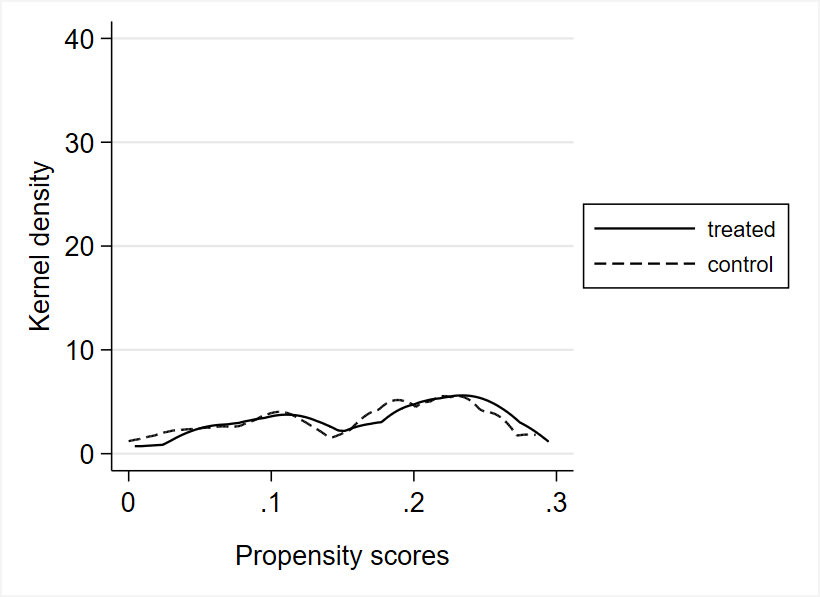 40
30
20
10
0
Kernel density
0 .1 .2 .3
Propensity scores
treated
control